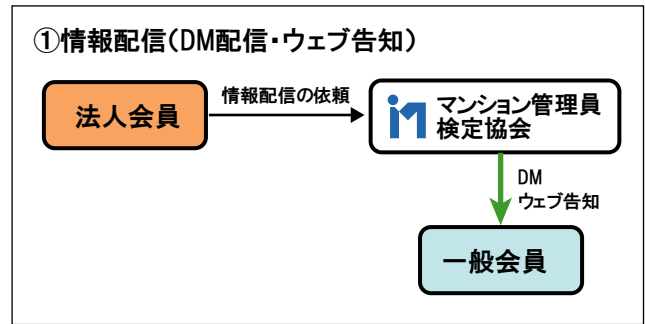 ①情報配信(DM配信・ウェブ告知)
法人会員
情報配信の依頼
マンション管理員
検定協会
DM
ウェブ告知
一般会員